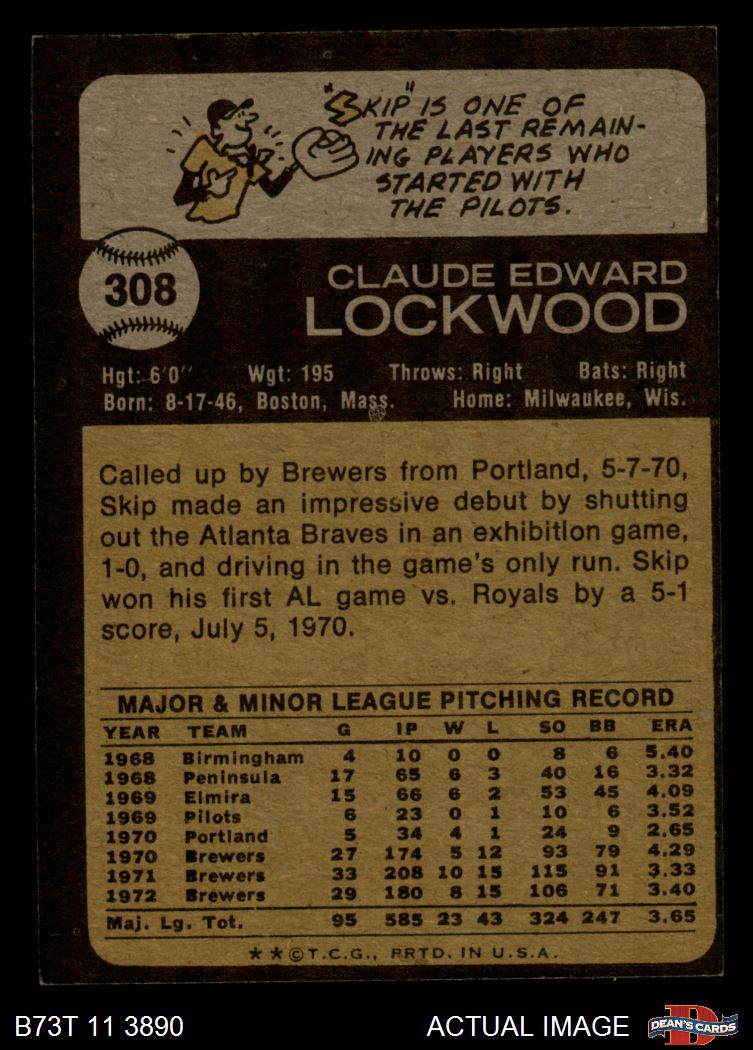 "SKIP" IS ONE OF
THE LAST REMAIN-
ING PLAYERS WHO
STARTED WITH
THE PILOTS.
308
CLAUDE EDWARD
LOCKWOOD
Hgt: 6'0" Wgt: 195 Throws: Right Bats: Right
Born: 8-17-46, Boston, Mass. Home: Milwaukee, Wis.
Called up by Brewers from Portland, 5-7-70,
Skip made an impressive debut by shutting
out the Atlanta Braves in an exhibition game,
1-0, and driving in the game's only run. Skip
won his first AL game vs. Royals by a 5-1
score, July 5, 1970.
MAJOR & MINOR LEAGUE PITCHING RECORD
YEAR TEAM G IP W L SO BB ERA
1968 Birmingham 4 10 0 0 8 6 5.40
1968 Peninsula 17 65 6 3 40 16 3.32
1969 Elmira 15 66 6 2 53 45 4.09
1969 Pilots 6 23 0 1 10 6 3.52
1970 Portland 5 34 4 1 24 9 2.65
1970 Brewers 27 174 5 12 93 79 4.29
1971 Brewers 33 208 10 15 115 91 3.33
1972 Brewers 29 180 8 15 106 71 3.40
Maj. Lg. Tot. 95 585 23 43 324 247 3.65
**©T.C.G., PRTD. IN U.S.A.
B73T 11 3890 ACTUAL IMAGE
D
DEAN'S CARDS